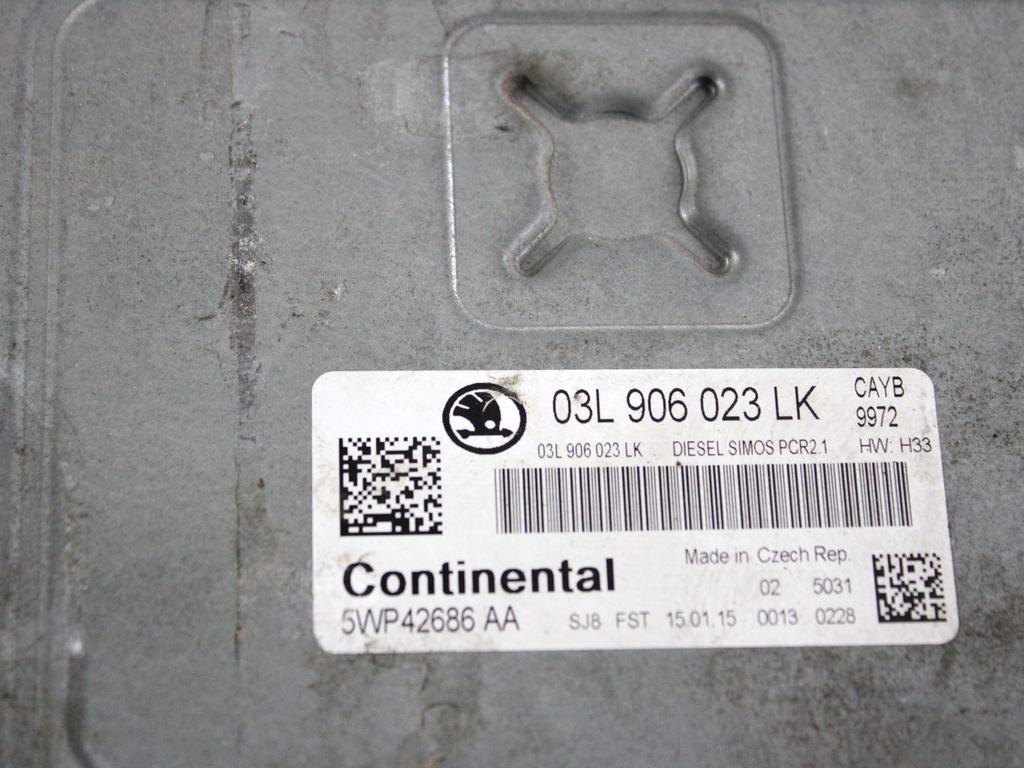 03L 906 023 LK CAYB
9972
03L 906 023 LK DIESEL SIMOS PCR2.1 HW: H33
Made in Czech Rep.
Continental 02 5031
5WP42686 AA SJ8 FST 15.01.15 0013 0228